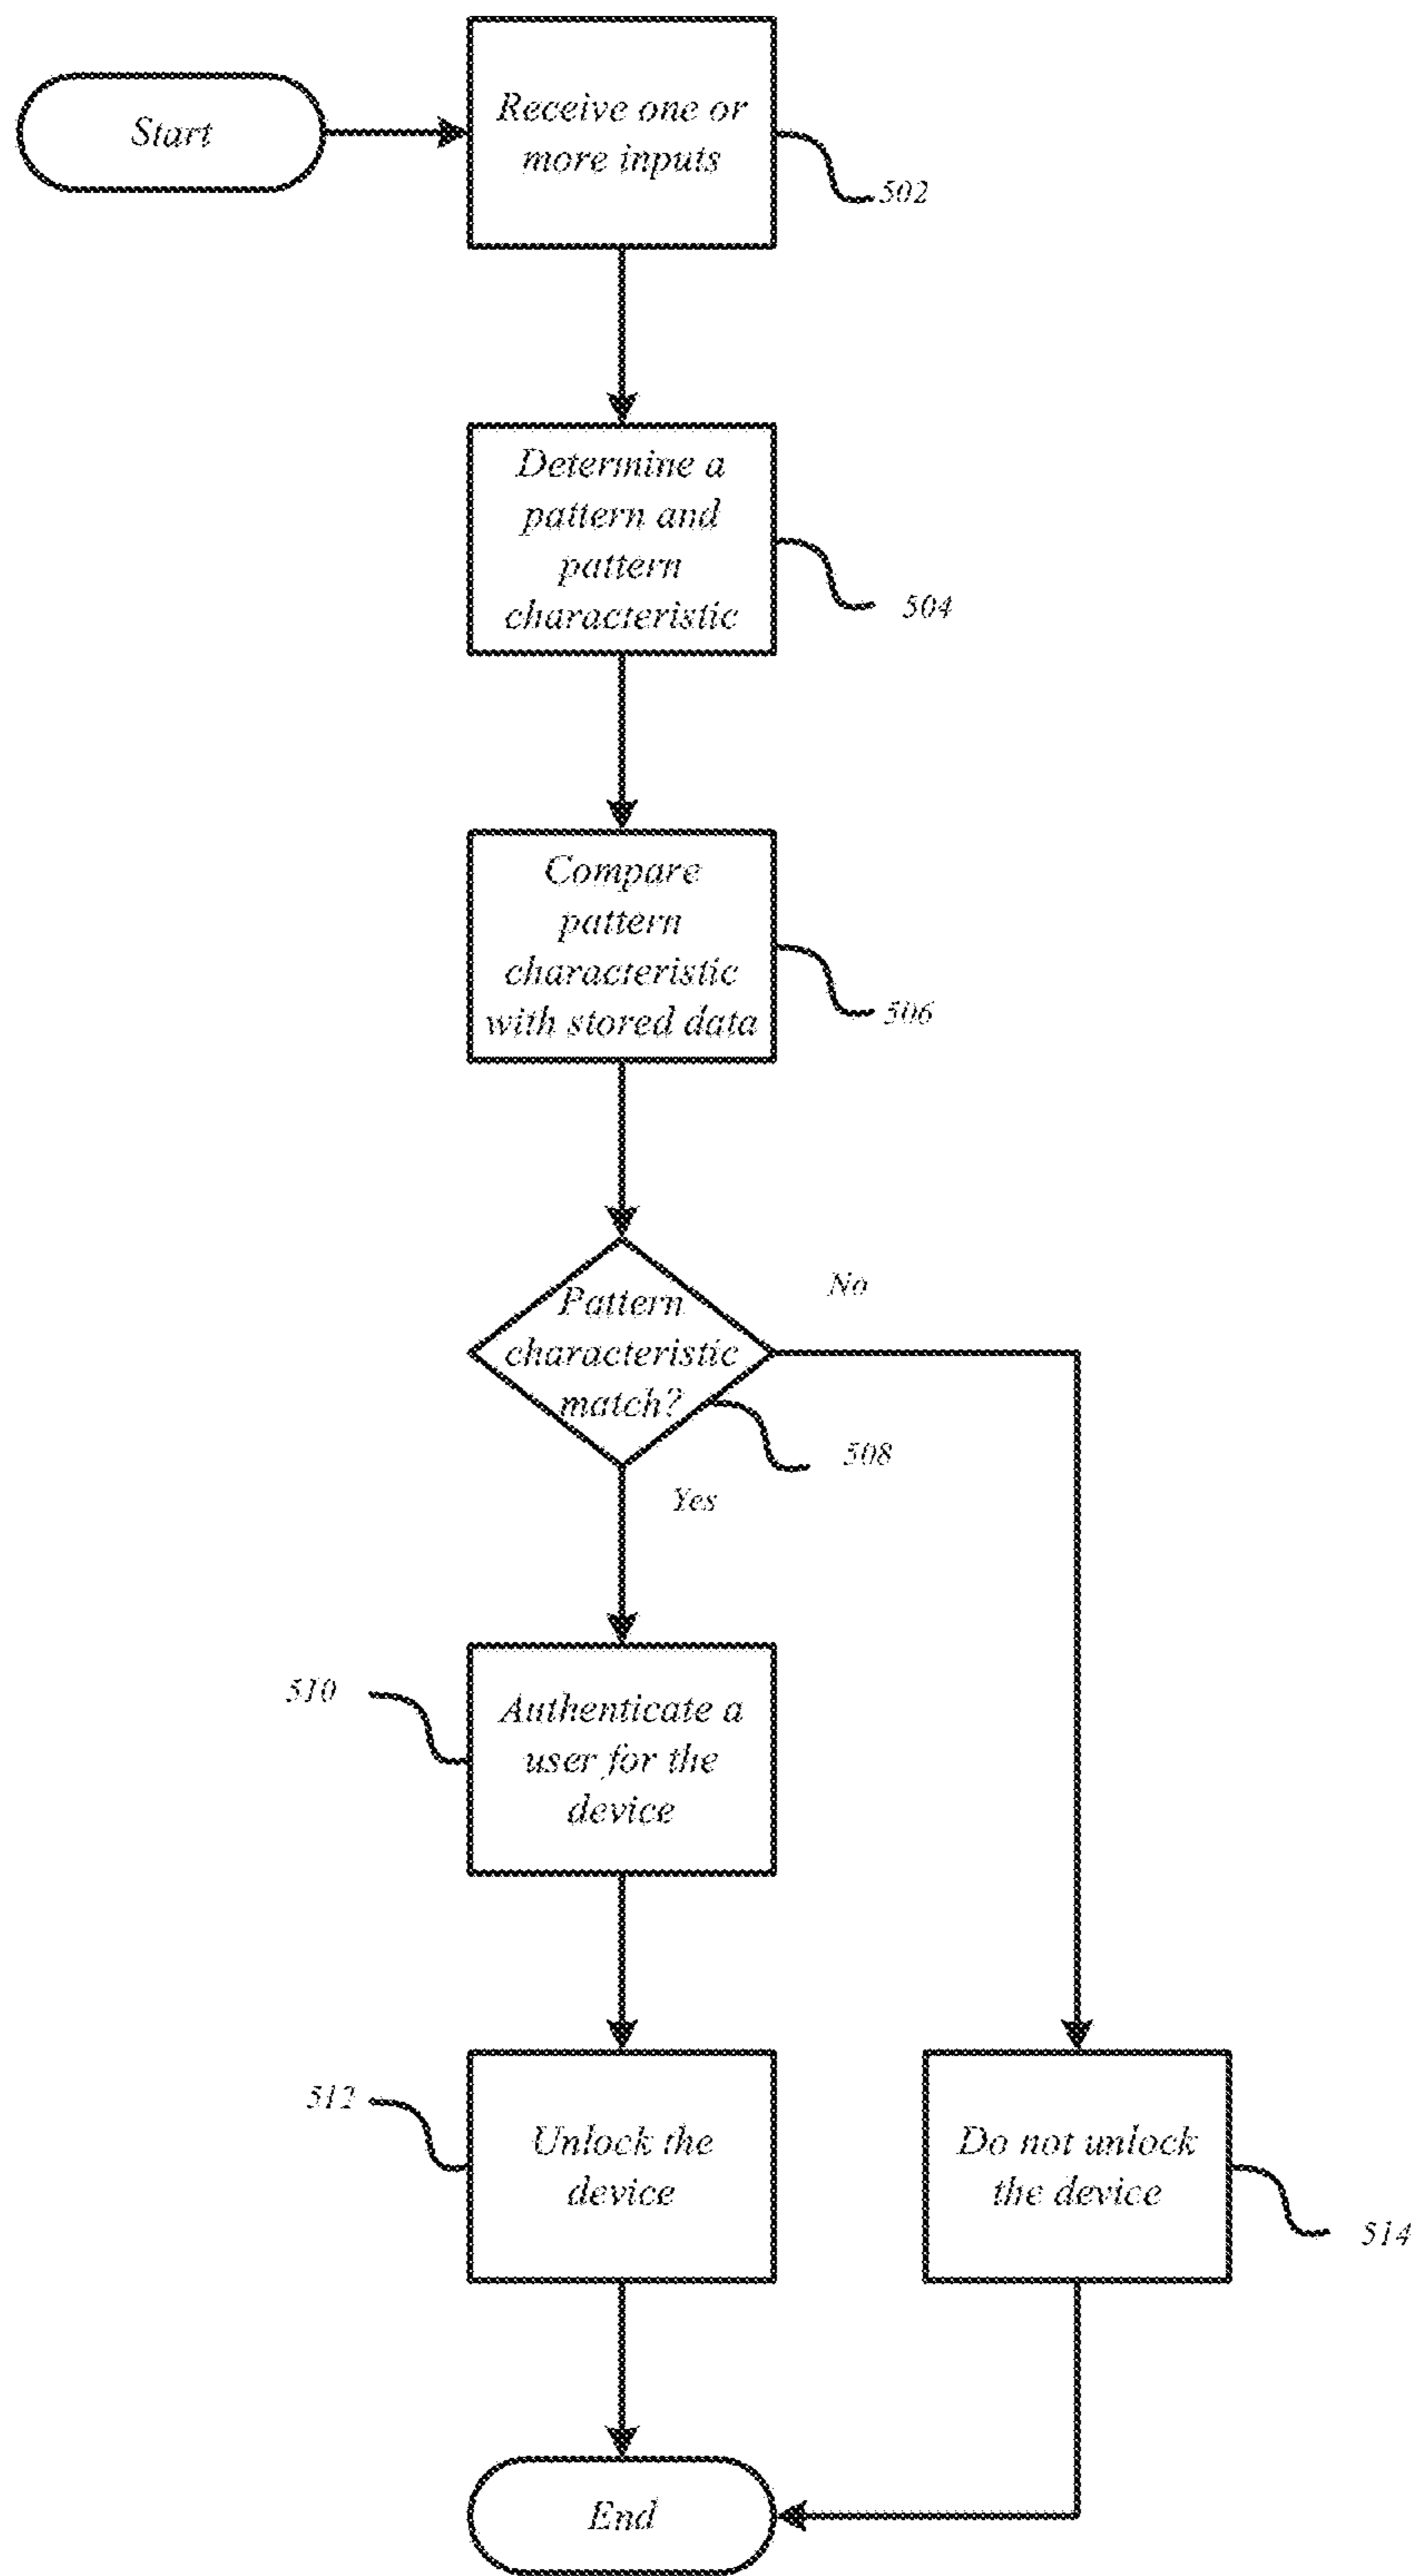 Start
Receive one or
more inputs
502
Determine a
pattern and
pattern
characteristic
504
Compare
pattern
characteristic
with stored data
506
Pattern
characteristic
match?
No
508
Yes
510
Authenticate a
user for the
device
512
Unlock the
device
Do not unlock
the device
514
End